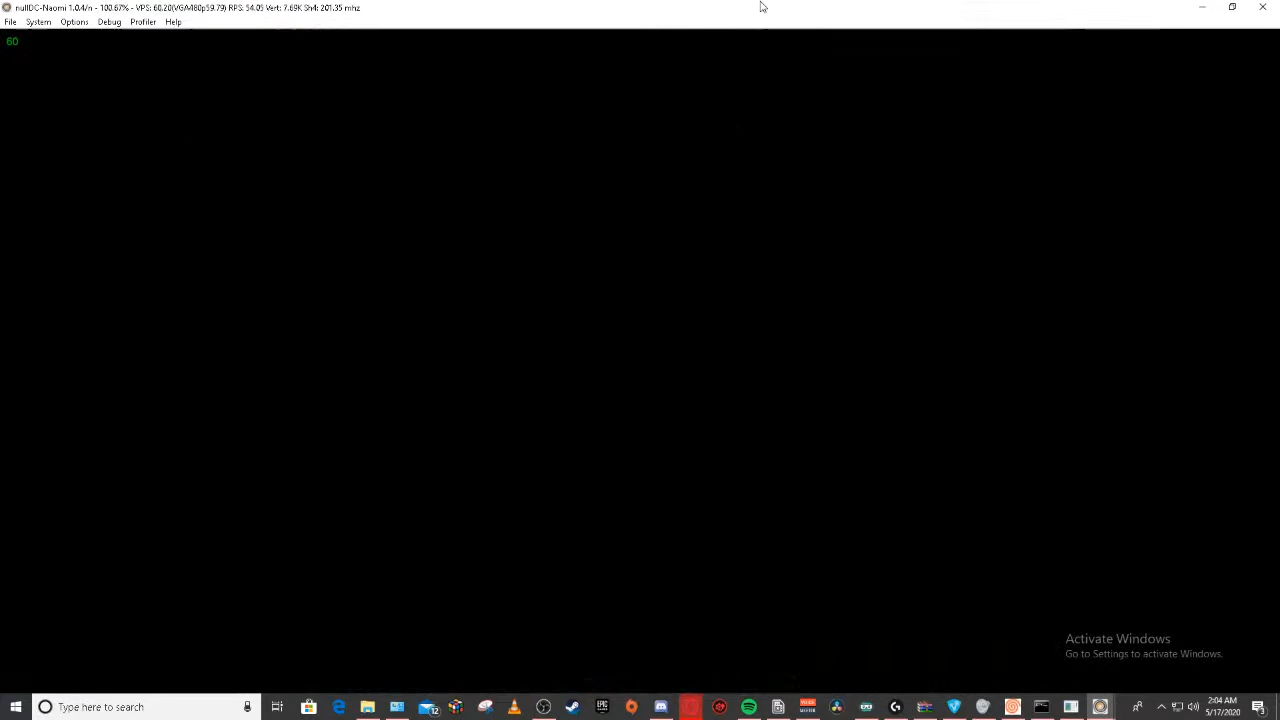 nullDC-Naomi 1.0.4/n - 100.67% - VPS: 60.20(VGA480p59.79) RPS: 54.05 Vert: 7.69K Sh4: 201.35 mhz
File System Options Debug Profiler Help
60
Activate Windows
Go to Settings to activate Windows.
Type here to search
12
EPIC
2:04 AM
5/17/2020